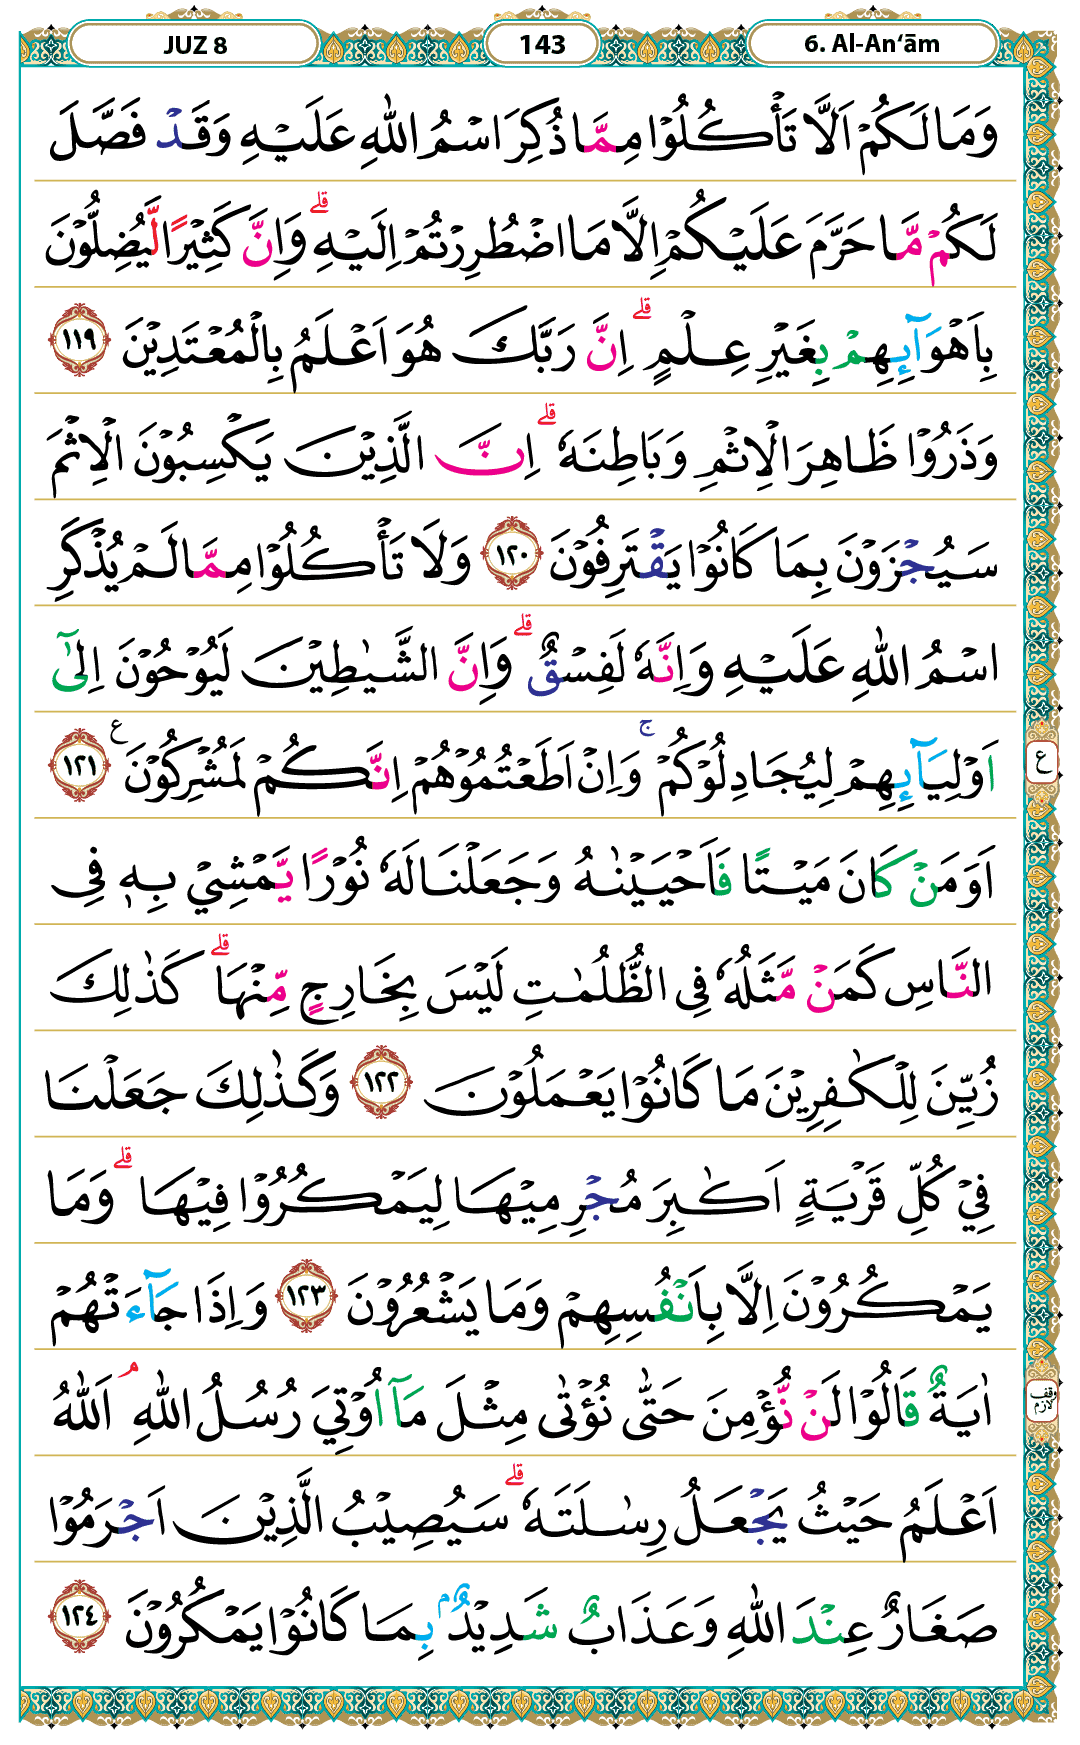 JUZ 8 143 6. Al-An‘ām
وَمَا لَكُمْ اَلَّا تَأْكُلُوْا مِمَّا ذُكِرَ اسْمُ اللّٰهِ عَلَيْهِ وَقَدْ فَصَّلَ
لَكُمْ مَّا حَرَّمَ عَلَيْكُمْ اِلَّا مَا اضْطُرِرْتُمْ اِلَيْهِ ۗ وَاِنَّ كَثِيْرًا لَّيُضِلُّوْنَ
بِاَهْوَاۤىِٕهِمْ بِغَيْرِ عِلْمٍ ۗ اِنَّ رَبَّكَ هُوَ اَعْلَمُ بِالْمُعْتَدِيْنَ ١١٩
وَذَرُوْا ظَاهِرَ الْاِثْمِ وَبَاطِنَهٗ ۗ اِنَّ الَّذِيْنَ يَكْسِبُوْنَ الْاِثْمَ
سَيُجْزَوْنَ بِمَا كَانُوْا يَقْتَرِفُوْنَ ١٢٠ وَلَا تَأْكُلُوْا مِمَّا لَمْ يُذْكَرِ
اسْمُ اللّٰهِ عَلَيْهِ وَاِنَّهٗ لَفِسْقٌ ۗ وَاِنَّ الشَّيٰطِيْنَ لَيُوْحُوْنَ اِلٰٓى
اَوْلِيَاۤىِٕهِمْ لِيُجَادِلُوْكُمْ ۚ وَاِنْ اَطَعْتُمُوْهُمْ اِنَّكُمْ لَمُشْرِكُوْنَ ࣖ ١٢١
ع
اَوَمَنْ كَانَ مَيْتًا فَاَحْيَيْنٰهُ وَجَعَلْنَا لَهٗ نُوْرًا يَّمْشِيْ بِهٖ فِى
النَّاسِ كَمَنْ مَّثَلُهٗ فِى الظُّلُمٰتِ لَيْسَ بِخَارِجٍ مِّنْهَا ۗ كَذٰلِكَ
زُيِّنَ لِلْكٰفِرِيْنَ مَا كَانُوْا يَعْمَلُوْنَ ١٢٢ وَكَذٰلِكَ جَعَلْنَا
فِيْ كُلِّ قَرْيَةٍ اَكٰبِرَ مُجْرِمِيْهَا لِيَمْكُرُوْا فِيْهَا ۗ وَمَا
يَمْكُرُوْنَ اِلَّا بِاَنْفُسِهِمْ وَمَا يَشْعُرُوْنَ ١٢٣ وَاِذَا جَاۤءَتْهُمْ
اٰيَةٌ قَالُوْا لَنْ نُّؤْمِنَ حَتّٰى نُؤْتٰى مِثْلَ مَآ اُوْتِيَ رُسُلُ اللّٰهِ ۘ اَللّٰهُ
وقف لازم
اَعْلَمُ حَيْثُ يَجْعَلُ رِسٰلَتَهٗ ۗ سَيُصِيْبُ الَّذِيْنَ اَجْرَمُوْا
صَغَارٌ عِنْدَ اللّٰهِ وَعَذَابٌ شَدِيْدٌۢ بِمَا كَانُوْا يَمْكُرُوْنَ ١٢٤